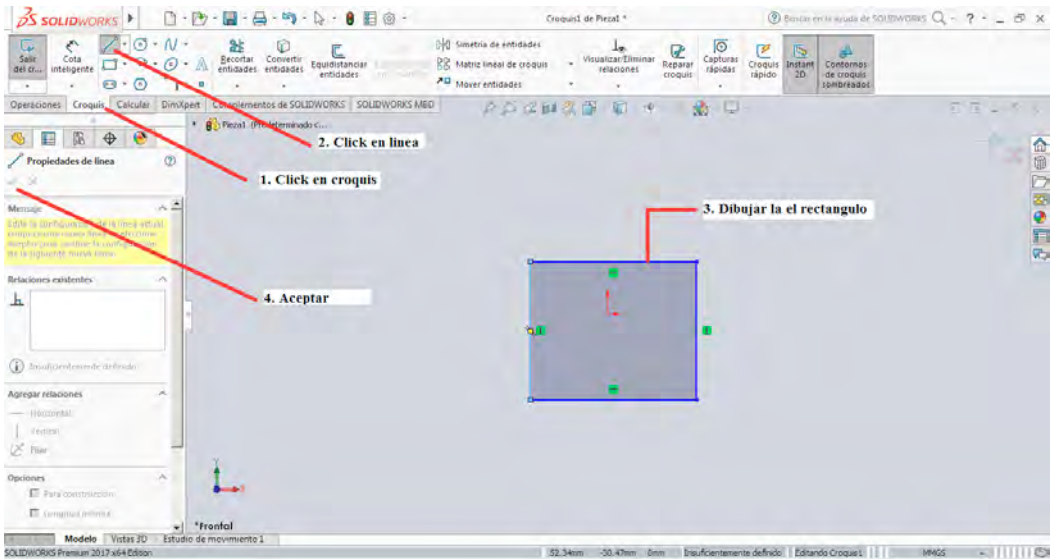 SOLIDWORKS
Croquis1 de Pieza1 *
Buscar en la ayuda de SOLIDWORKS
Salir del cr...
Cota inteligente
Recortar entidades
Convertir entidades
Equidistanciar entidades
Simetría de entidades
Matriz lineal de croquis
Mover entidades
Visualizar/Eliminar relaciones
Reparar croquis
Capturas rápidas
Croquis rápido
Instant 2D
Contornos de croquis sombreados
Operaciones Croquis Calcular DimXpert Complementos de SOLIDWORKS SOLIDWORKS MBD
Pieza1 (Predeterminado<...
2. Click en linea
1. Click en croquis
3. Dibujar la el rectangulo
4. Aceptar
Propiedades de línea
Mensaje
Relaciones existentes
Insuficientemente definido
Agregar relaciones
Horizontal
Vertical
Fijar
Opciones
Para construcción
Longitud infinita
Y
X
*Frontal
Modelo Vistas 3D Estudio de movimiento 1
SOLIDWORKS Premium 2017 x64 Edition
52.34mm -50.47mm 0mm Insuficientemente definido Editando Croquis1 MMGS